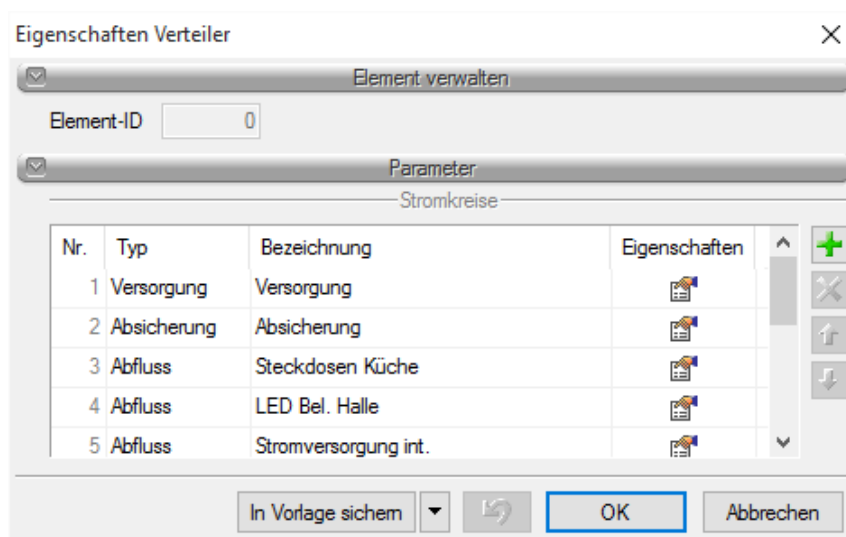 Eigenschaften Verteiler
Element verwalten
Element-ID 0
Parameter
Stromkreise
Nr. Typ Bezeichnung Eigenschaften
1 Versorgung Versorgung
2 Absicherung Absicherung
3 Abfluss Steckdosen Küche
4 Abfluss LED Bel. Halle
5 Abfluss Stromversorgung int.
In Vorlage sichern OK Abbrechen